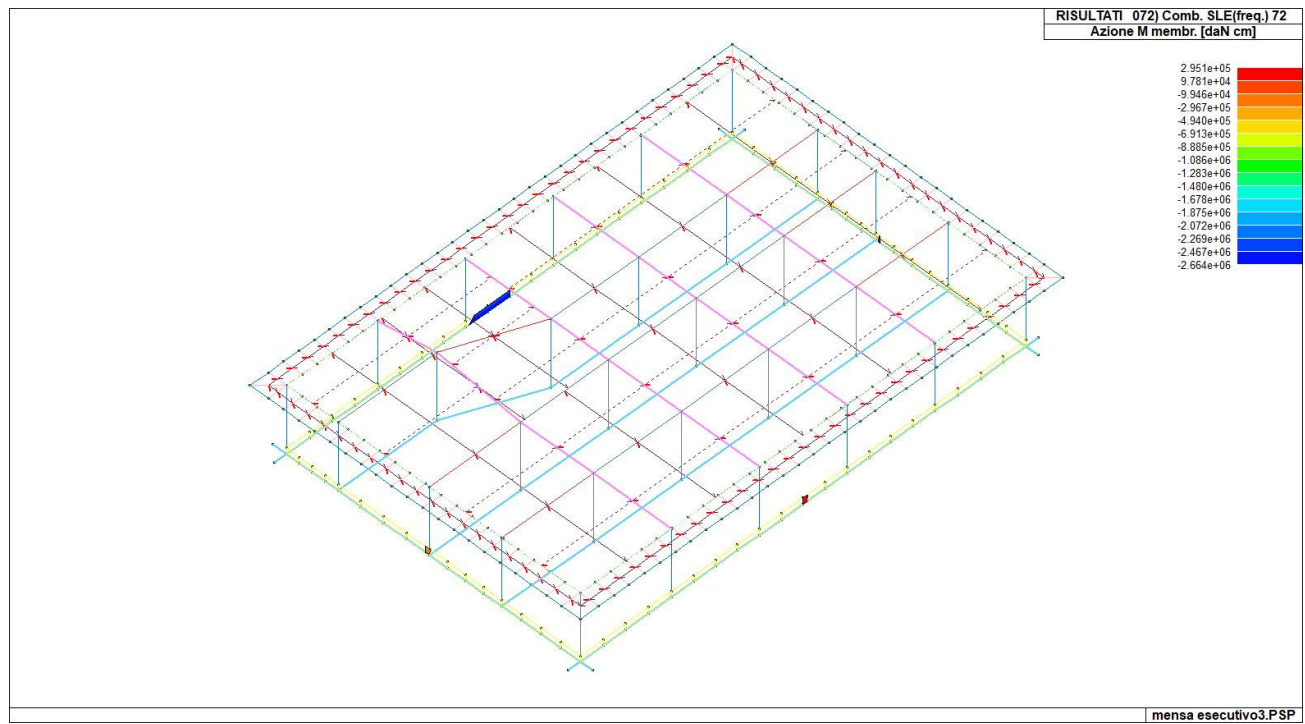 RISULTATI 072) Comb. SLE(freq.) 72
Azione M membr. [daN cm]
2.951e+05
9.781e+04
-9.946e+04
-2.967e+05
-4.940e+05
-6.913e+05
-8.885e+05
-1.086e+06
-1.283e+06
-1.480e+06
-1.678e+06
-1.875e+06
-2.072e+06
-2.269e+06
-2.467e+06
-2.664e+06
mensa esecutivo3.PSP